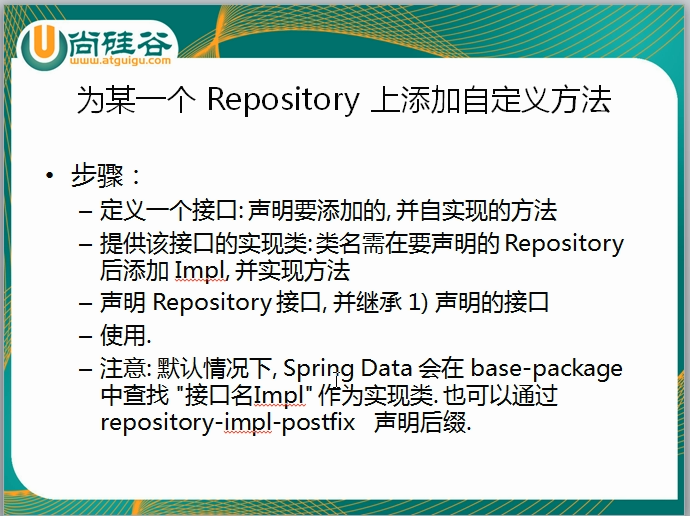 尚硅谷
www.atguigu.com
为某一个 Repository 上添加自定义方法
• 步骤：
– 定义一个接口: 声明要添加的, 并自实现的方法
– 提供该接口的实现类: 类名需在要声明的 Repository
后添加 Impl, 并实现方法
– 声明 Repository 接口, 并继承 1) 声明的接口
– 使用.
– 注意: 默认情况下, Spring Data 会在 base-package
中查找 "接口名Impl" 作为实现类. 也可以通过
repository-impl-postfix 声明后缀.